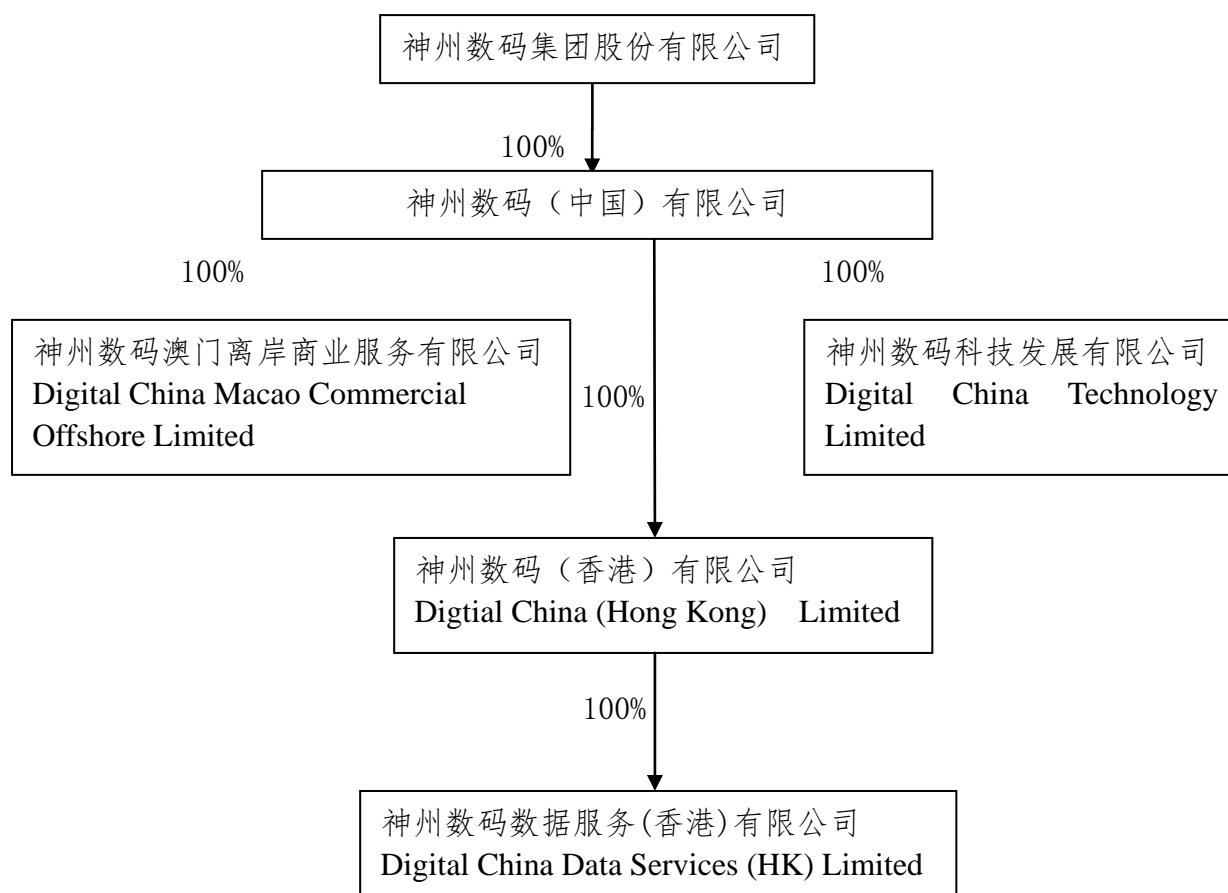 神州数码集团股份有限公司
100%
神州数码（中国）有限公司
100%
100%
神州数码澳门离岸商业服务有限公司
Digital China Macao Commercial
Offshore Limited
100%
神州数码科技发展有限公司
Digital China Technology
Limited
神州数码（香港）有限公司
Digtial China (Hong Kong) Limited
100%
神州数码数据服务(香港)有限公司
Digital China Data Services (HK) Limited